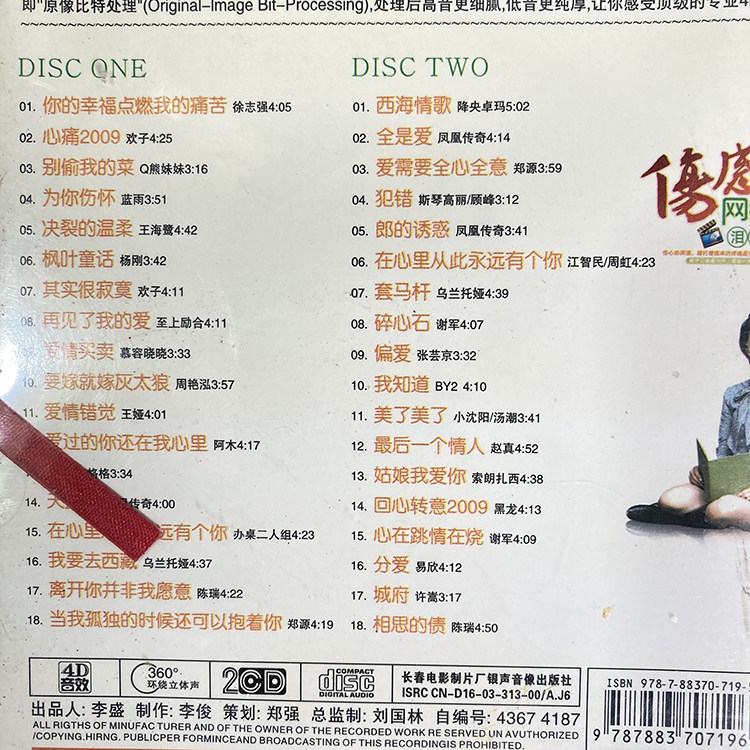 即"原像比特处理"(Original-Image Bit-Processing),处理后高音更细腻,低音更纯厚,让你感受顶级的专业4
DISC ONE
01. 你的幸福点燃我的痛苦 徐志强4:05
02. 心痛2009 欢子4:25
03. 别偷我的菜 Q熊妹妹3:16
04. 为你伤怀 蓝雨3:51
05. 决裂的温柔 王海鹭4:42
06. 枫叶童话 杨刚3:42
07. 其实很寂寞 欢子4:11
08. 再见了我的爱 至上励合4:11
爱情买卖 慕容晓晓3:33
10. 要嫁就嫁灰太狼 周艳泓3:57
11. 爱情错觉 王娅4:01
爱过的你还在我心里 阿木4:17
格格3:34
14. 传奇4:00
15. 在心里 远有个你 办桌二人组4:23
16. 我要去西藏 乌兰托娅4:37
17. 离开你并非我愿意 陈瑞4:22
18. 当我孤独的时候还可以抱着你 郑源4:19
DISC TWO
01. 西海情歌 降央卓玛5:02
02. 全是爱 凤凰传奇4:14
03. 爱需要全心全意 郑源3:59
04. 犯错 斯琴高丽/顾峰3:12
05. 郎的诱惑 凤凰传奇3:41
06. 在心里从此永远有个你 江智民/周虹4:23
07. 套马杆 乌兰托娅4:39
08. 碎心石 谢军4:07
09. 偏爱 张芸京3:32
10. 我知道 BY2 4:10
11. 美了美了 小沈阳/汤潮3:41
12. 最后一个情人 赵真4:52
13. 姑娘我爱你 索朗扎西4:38
14. 回心转意2009 黑龙4:13
15. 心在跳情在烧 谢军4:09
16. 分爱 易欣4:12
17. 城府 许嵩3:17
18. 相思的债 陈瑞4:50
傷感
网
泪
4D
音效
360°
环绕立体声
2CD
COMPACT
disc
DIGITAL AUDIO
长春电影制片厂银声音像出版社
ISRC CN-D16-03-313-00/A.J6
ISBN 978-7-88370-719-
9 787883 707196
出品人: 李盛 制作: 李俊 策划: 郑强 总监制: 刘国林 自编号: 4367 4187
ALL RIGTHS OF MINUFACTURER AND OF THE OWNER OF THE RECORDED WORK RE SERVED UN AVUTHORIZED
/COPYING.HIRNG. PUBLICPER FORMINCEAND BROADCASTING OF THIS RECORDINGIS PROHIBITED.